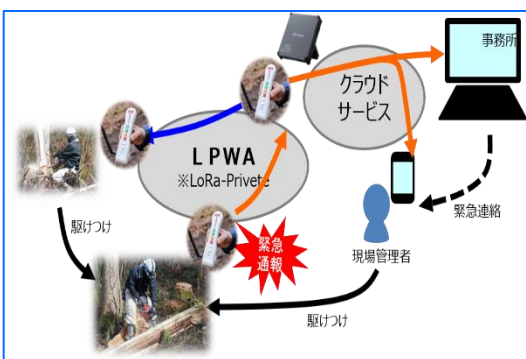 事務所
クラウド
サービス
LPWA
※LoRa-Privete
緊急
通報
駆けつけ
緊急連絡
現場管理者
駆けつけ